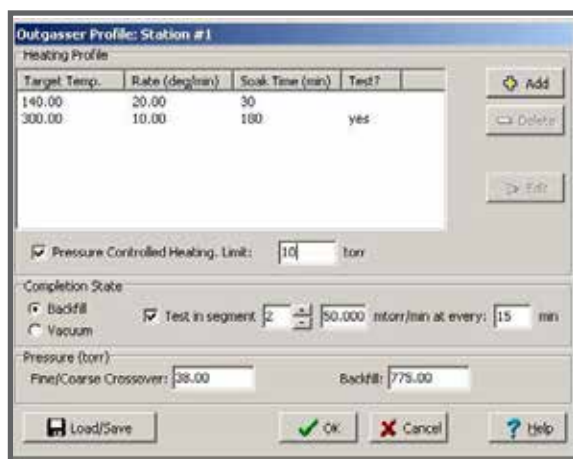 Outgasser Profile: Station #1
Heating Profile
Target Temp. Rate (deg/min) Soak Time (min) Test?
140.00 20.00 30
300.00 10.00 180 yes
Add
Delete
Edit
Pressure Controlled Heating. Limit: 10 torr
Completion State
Backfill
Vacuum
Test in segment 2 50.000 mtorr/min at every: 15 min
Pressure (torr)
Fine/Coarse Crossover: 38.00 Backfill: 775.00
Load/Save OK Cancel Help